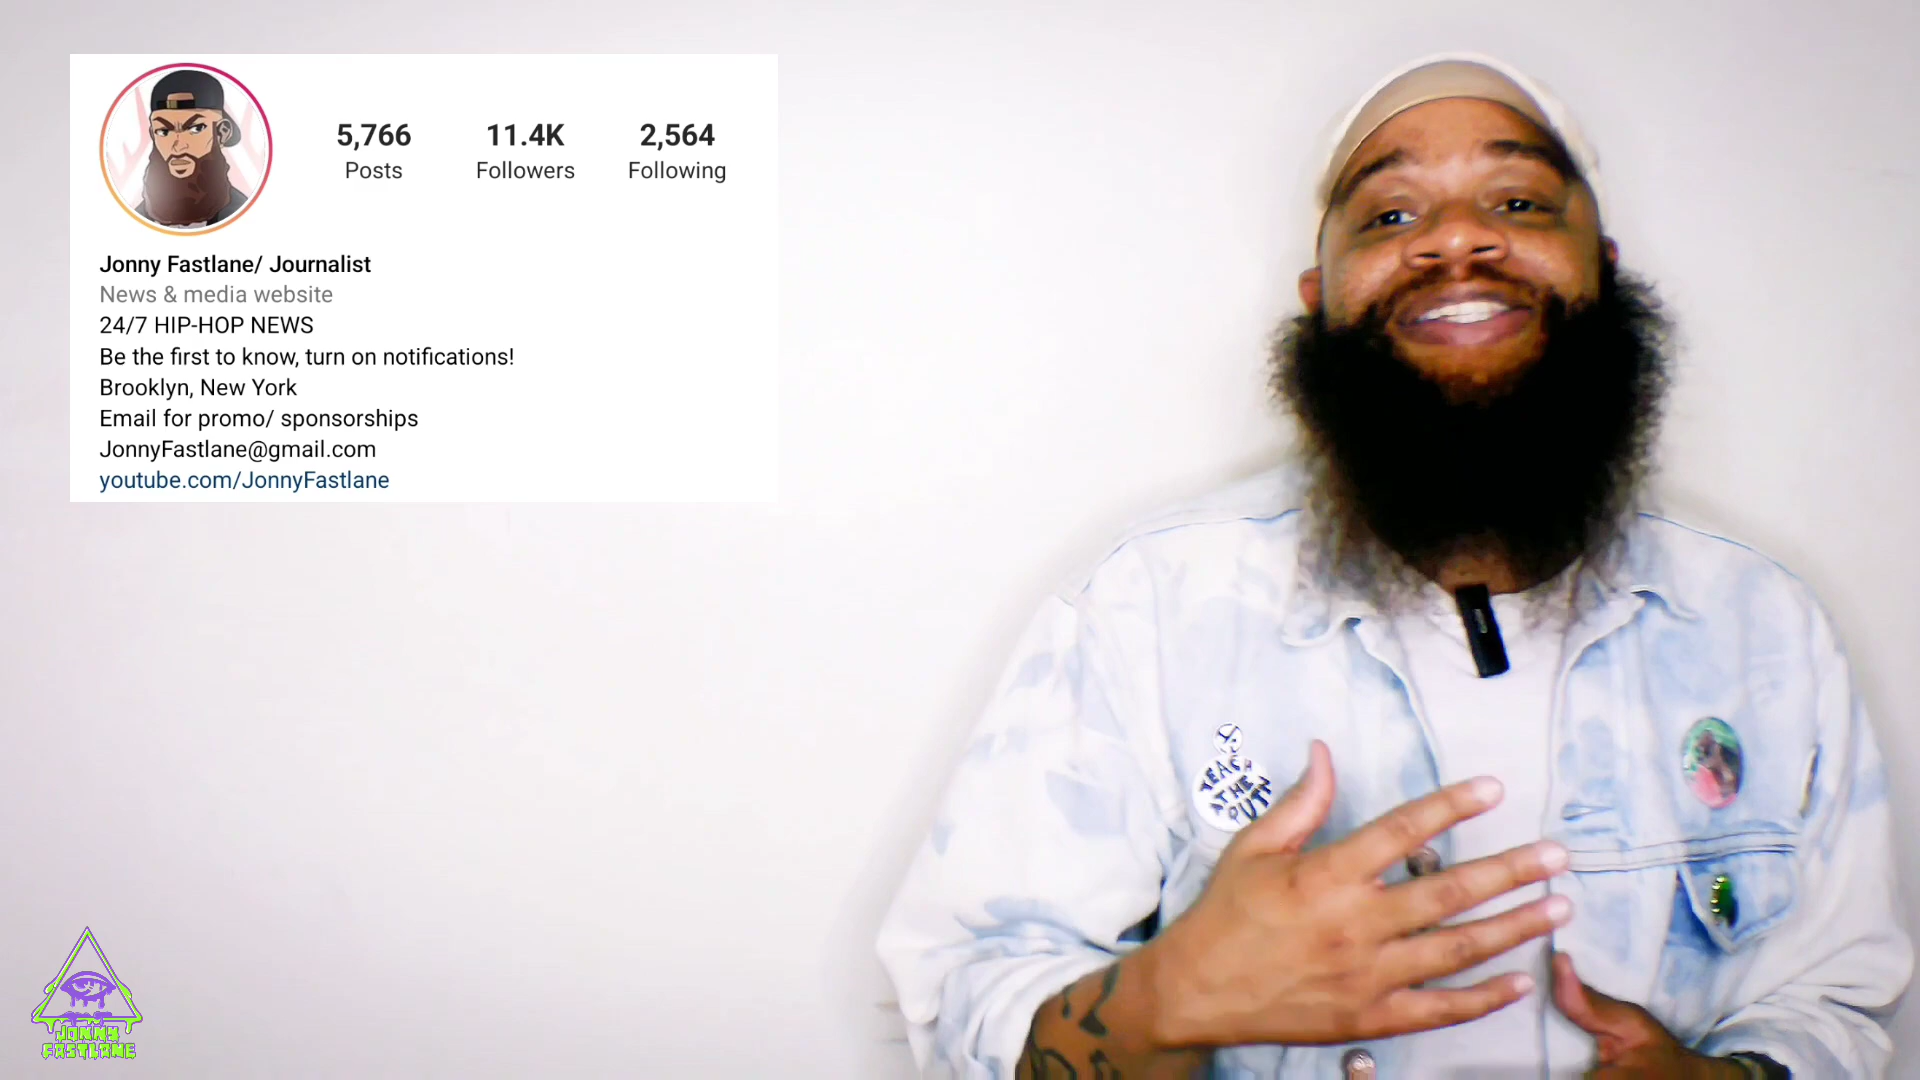 5,766 11.4K 2,564
Posts Followers Following
Jonny Fastlane/ Journalist
News & media website
24/7 HIP-HOP NEWS
Be the first to know, turn on notifications!
Brooklyn, New York
Email for promo/ sponsorships
JonnyFastlane@gmail.com
youtube.com/JonnyFastlane
TEACH
THE
JONNY
FASTLANE